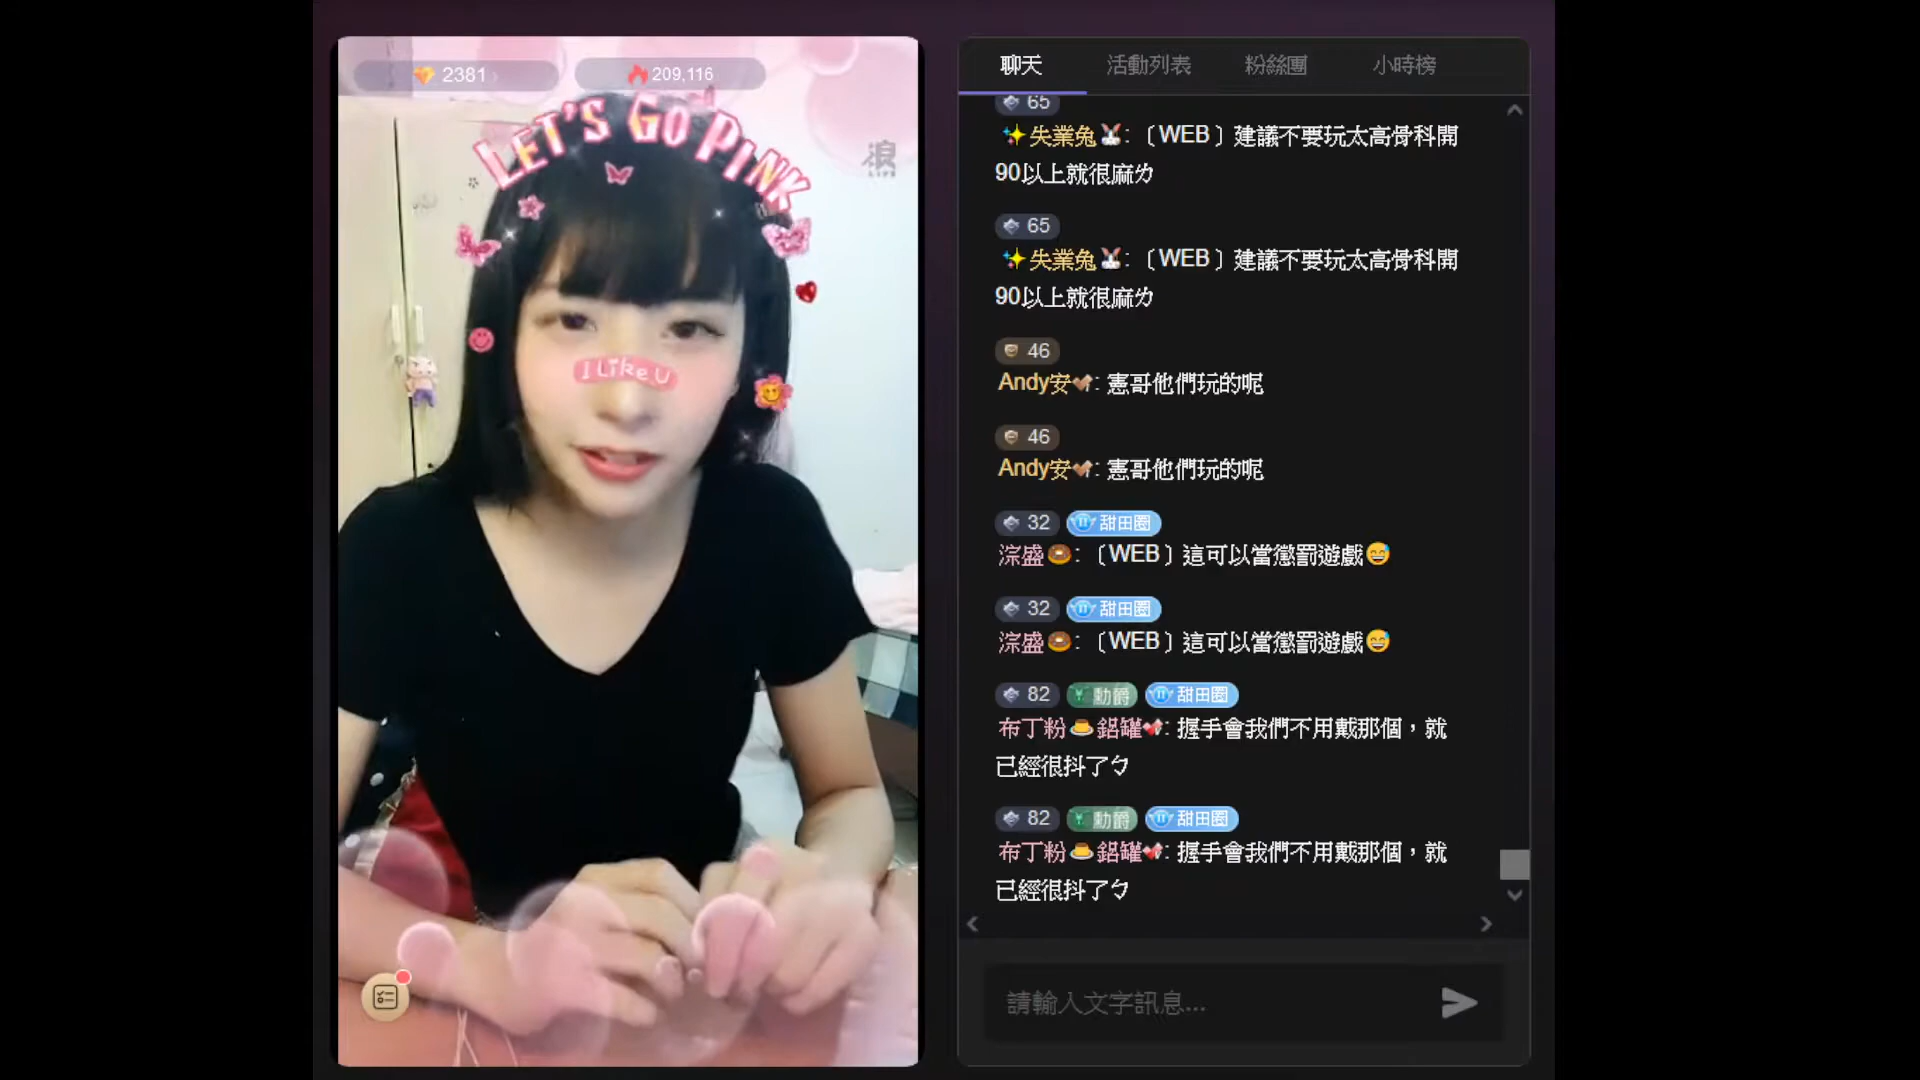 2381
209,116
LET'S GO PINK
浪
LIVE
I Like U
聊天
活動列表
粉絲團
小時榜
65
✨失業兔🐰:〔WEB〕建議不要玩太高骨科開
90以上就很麻ㄉ
65
✨失業兔🐰:〔WEB〕建議不要玩太高骨科開
90以上就很麻ㄉ
46
Andy安: 憲哥他們玩的呢
46
Andy安: 憲哥他們玩的呢
32 甜田圈
淙盛🍩:〔WEB〕這可以當懲罰遊戲😅
32 甜田圈
淙盛🍩:〔WEB〕這可以當懲罰遊戲😅
82 勳爵 甜田圈
布丁粉🍮鋁罐: 握手會我們不用戴那個，就
已經很抖了ㄅ
82 勳爵 甜田圈
布丁粉🍮鋁罐: 握手會我們不用戴那個，就
已經很抖了ㄅ
請輸入文字訊息...